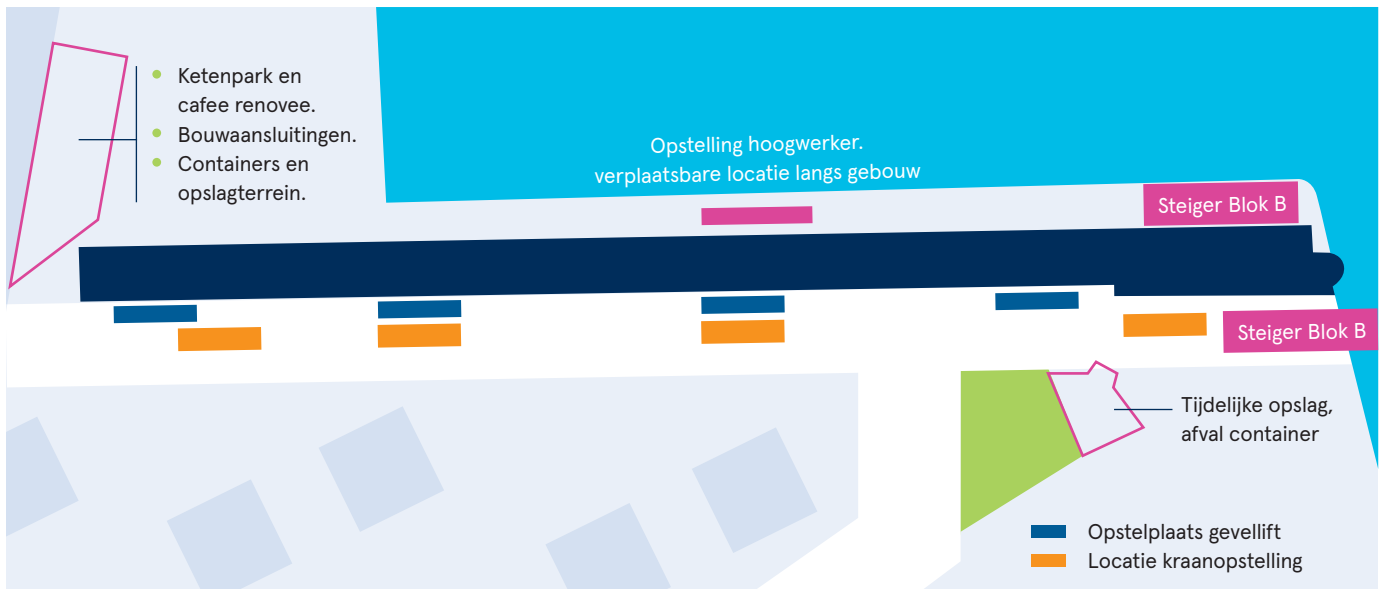 Ketenpark en
cafee renovee.
Bouwaansluitingen.
Containers en
opslagterrein.
Opstelling hoogwerker.
verplaatsbare locatie langs gebouw
Steiger Blok B
Steiger Blok B
Tijdelijke opslag,
afval container
Opstelplaats gevellift
Locatie kraanopstelling